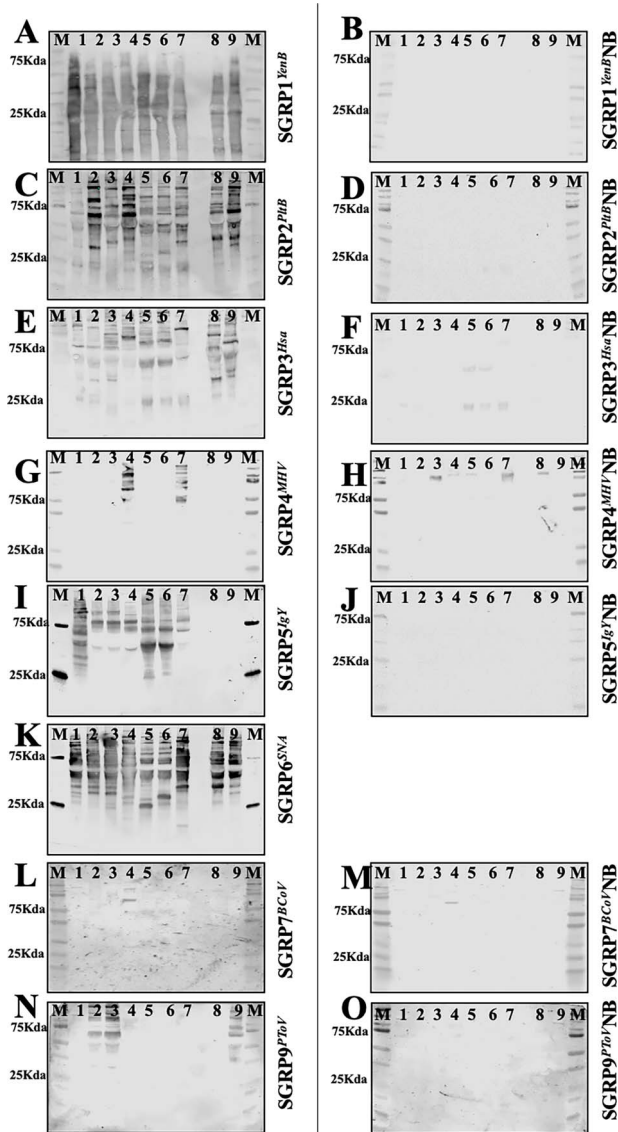 A M 1 2 3 4 5 6 7 8 9 M
75Kda
25Kda
SGRP1YenB
B M 1 2 3 4 5 6 7 8 9 M
75Kda
25Kda
SGRP1YenBNB
C M 1 2 3 4 5 6 7 8 9 M
75Kda
25Kda
SGRP2PltB
D M 1 2 3 4 5 6 7 8 9 M
75Kda
25Kda
SGRP2PltBNB
E M 1 2 3 4 5 6 7 8 9 M
75Kda
25Kda
SGRP3Hsa
F M 1 2 3 4 5 6 7 8 9 M
75Kda
25Kda
SGRP3HsaNB
G M 1 2 3 4 5 6 7 8 9 M
75Kda
25Kda
SGRP4MHV
H M 1 2 3 4 5 6 7 8 9 M
75Kda
25Kda
SGRP4MHVNB
I M 1 2 3 4 5 6 7 8 9 M
75Kda
25Kda
SGRP5IgY
J M 1 2 3 4 5 6 7 8 9 M
75Kda
25Kda
SGRP5IgYNB
K M 1 2 3 4 5 6 7 8 9 M
75Kda
25Kda
SGRP6SNA
L M 1 2 3 4 5 6 7 8 9 M
75Kda
25Kda
SGRP7BCoV
M M 1 2 3 4 5 6 7 8 9 M
75Kda
25Kda
SGRP7BCoVNB
N M 1 2 3 4 5 6 7 8 9 M
75Kda
25Kda
SGRP9PToV
O M 1 2 3 4 5 6 7 8 9 M
75Kda
25Kda
SGRP9PToVNB